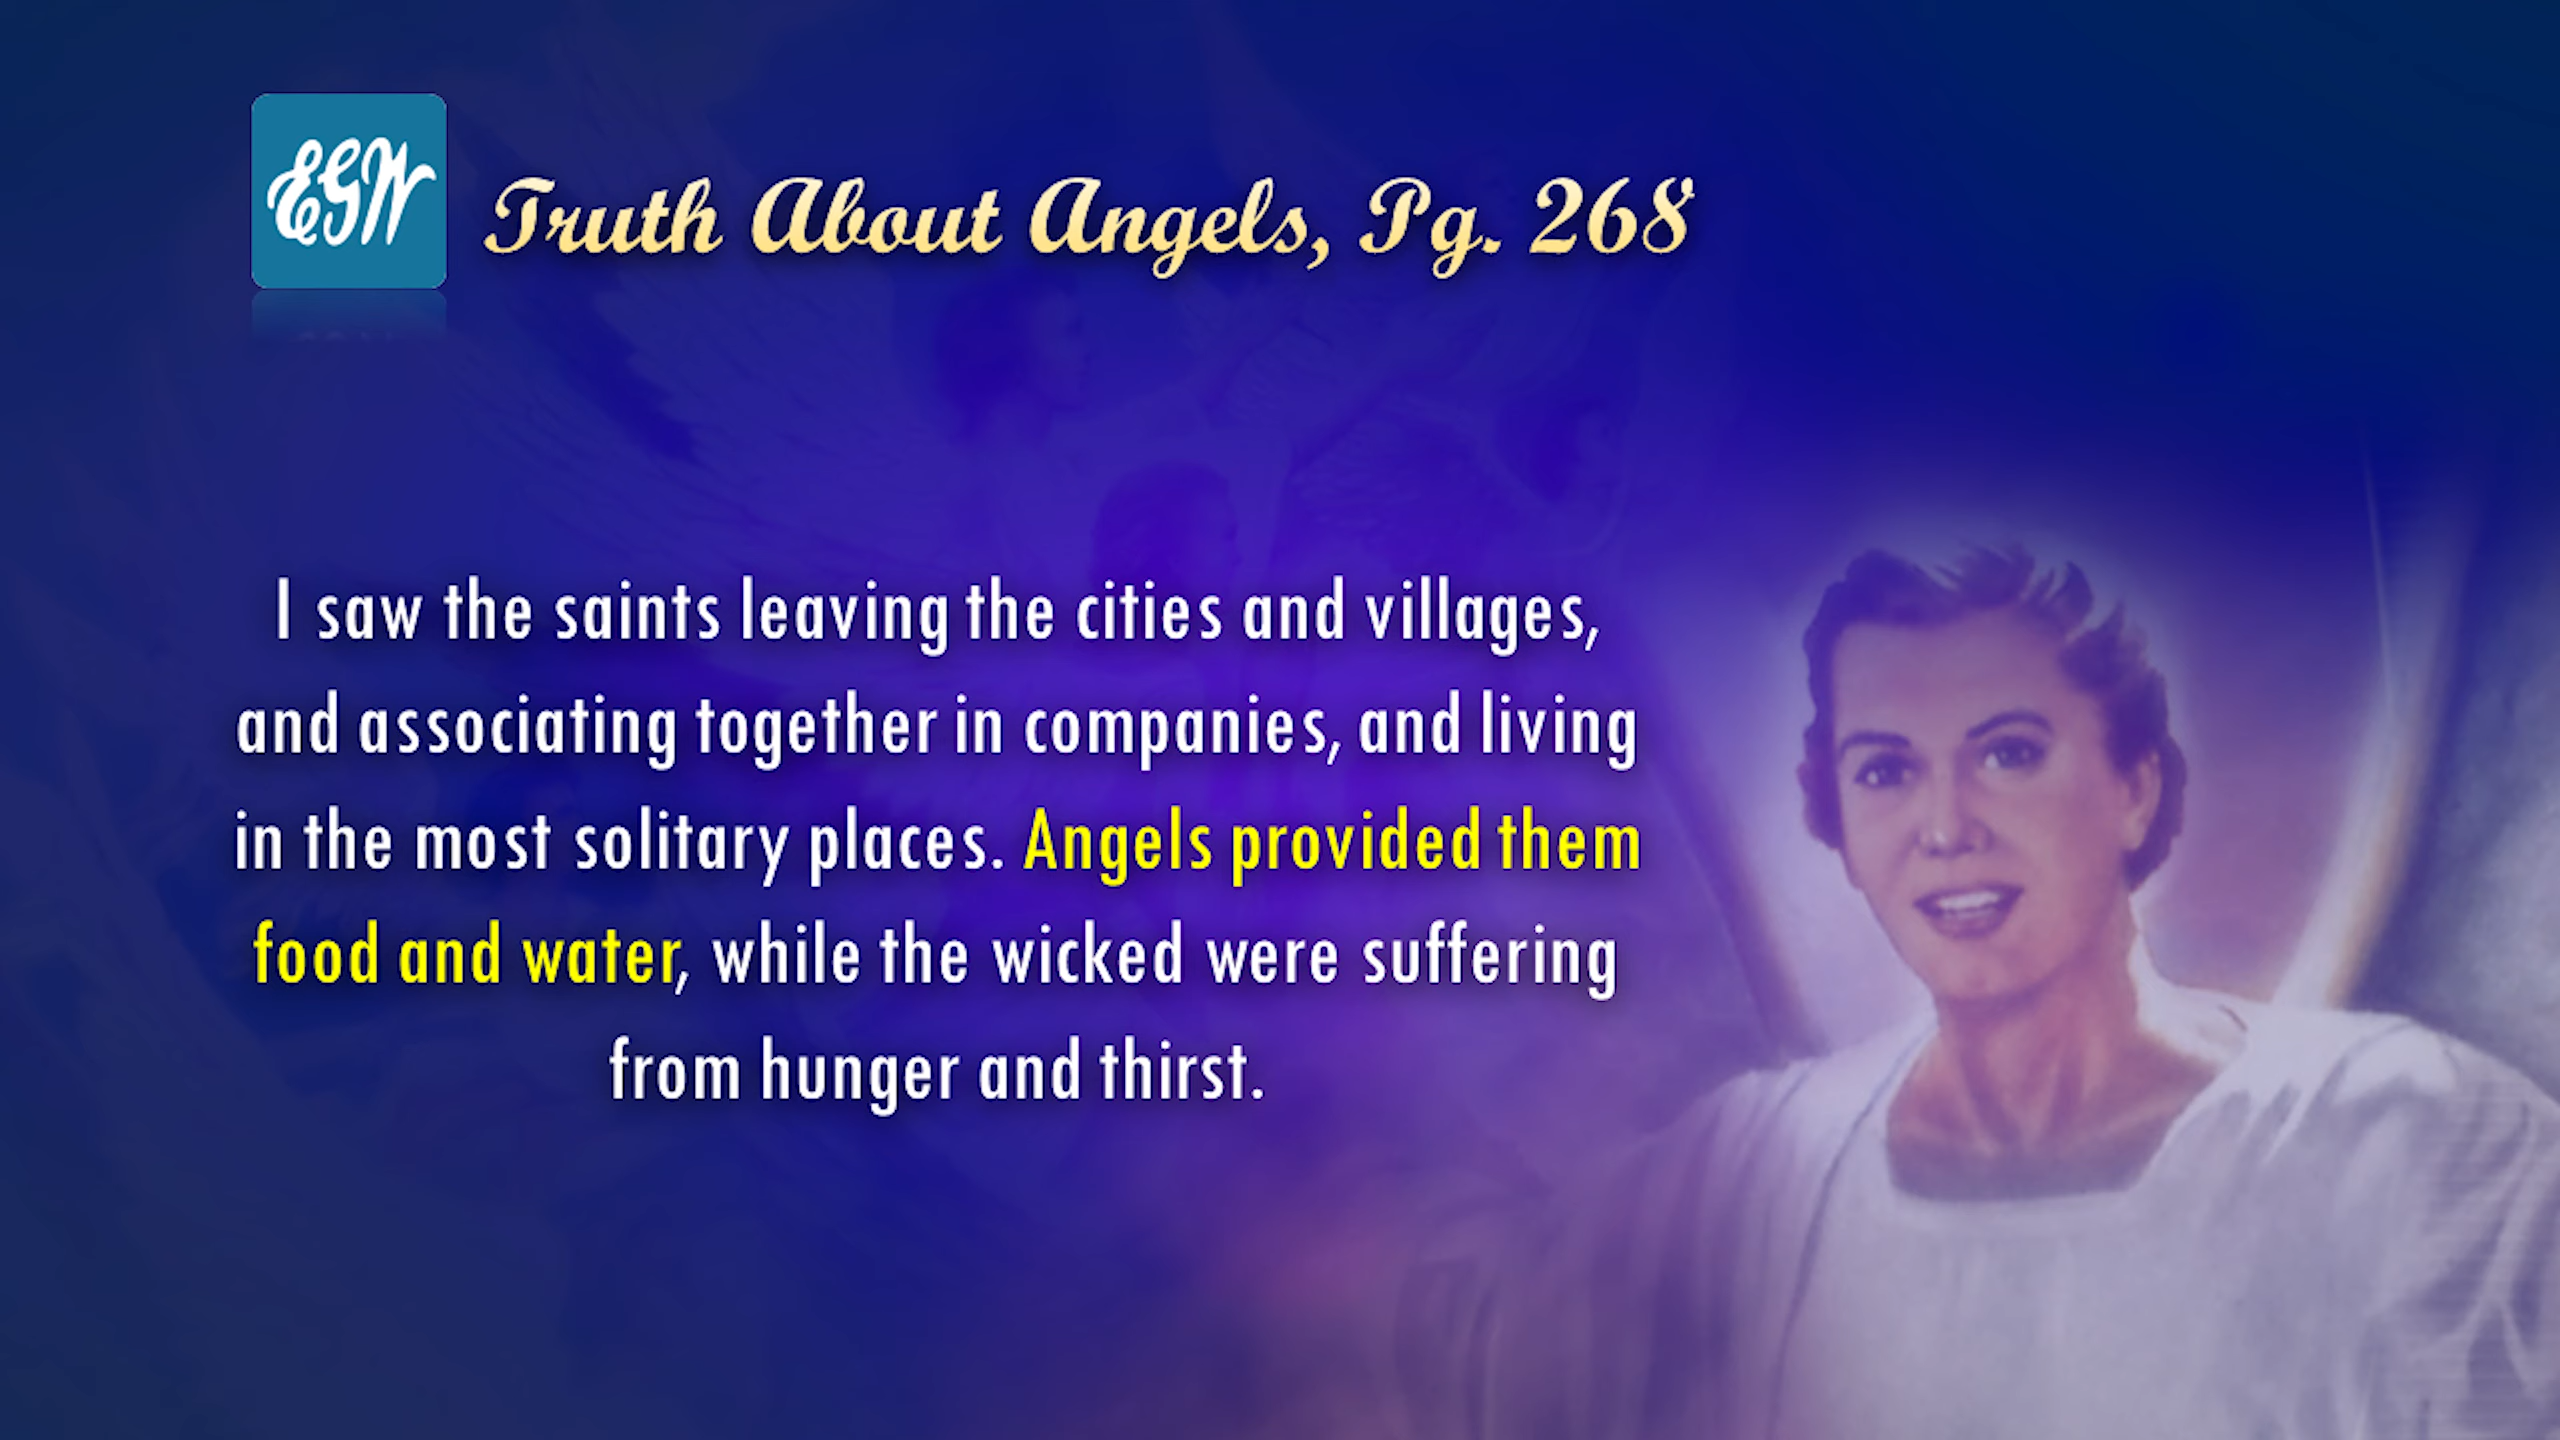 EGW
Truth About Angels, Pg. 268
I saw the saints leaving the cities and villages,
and associating together in companies, and living
in the most solitary places. Angels provided them
food and water, while the wicked were suffering
from hunger and thirst.